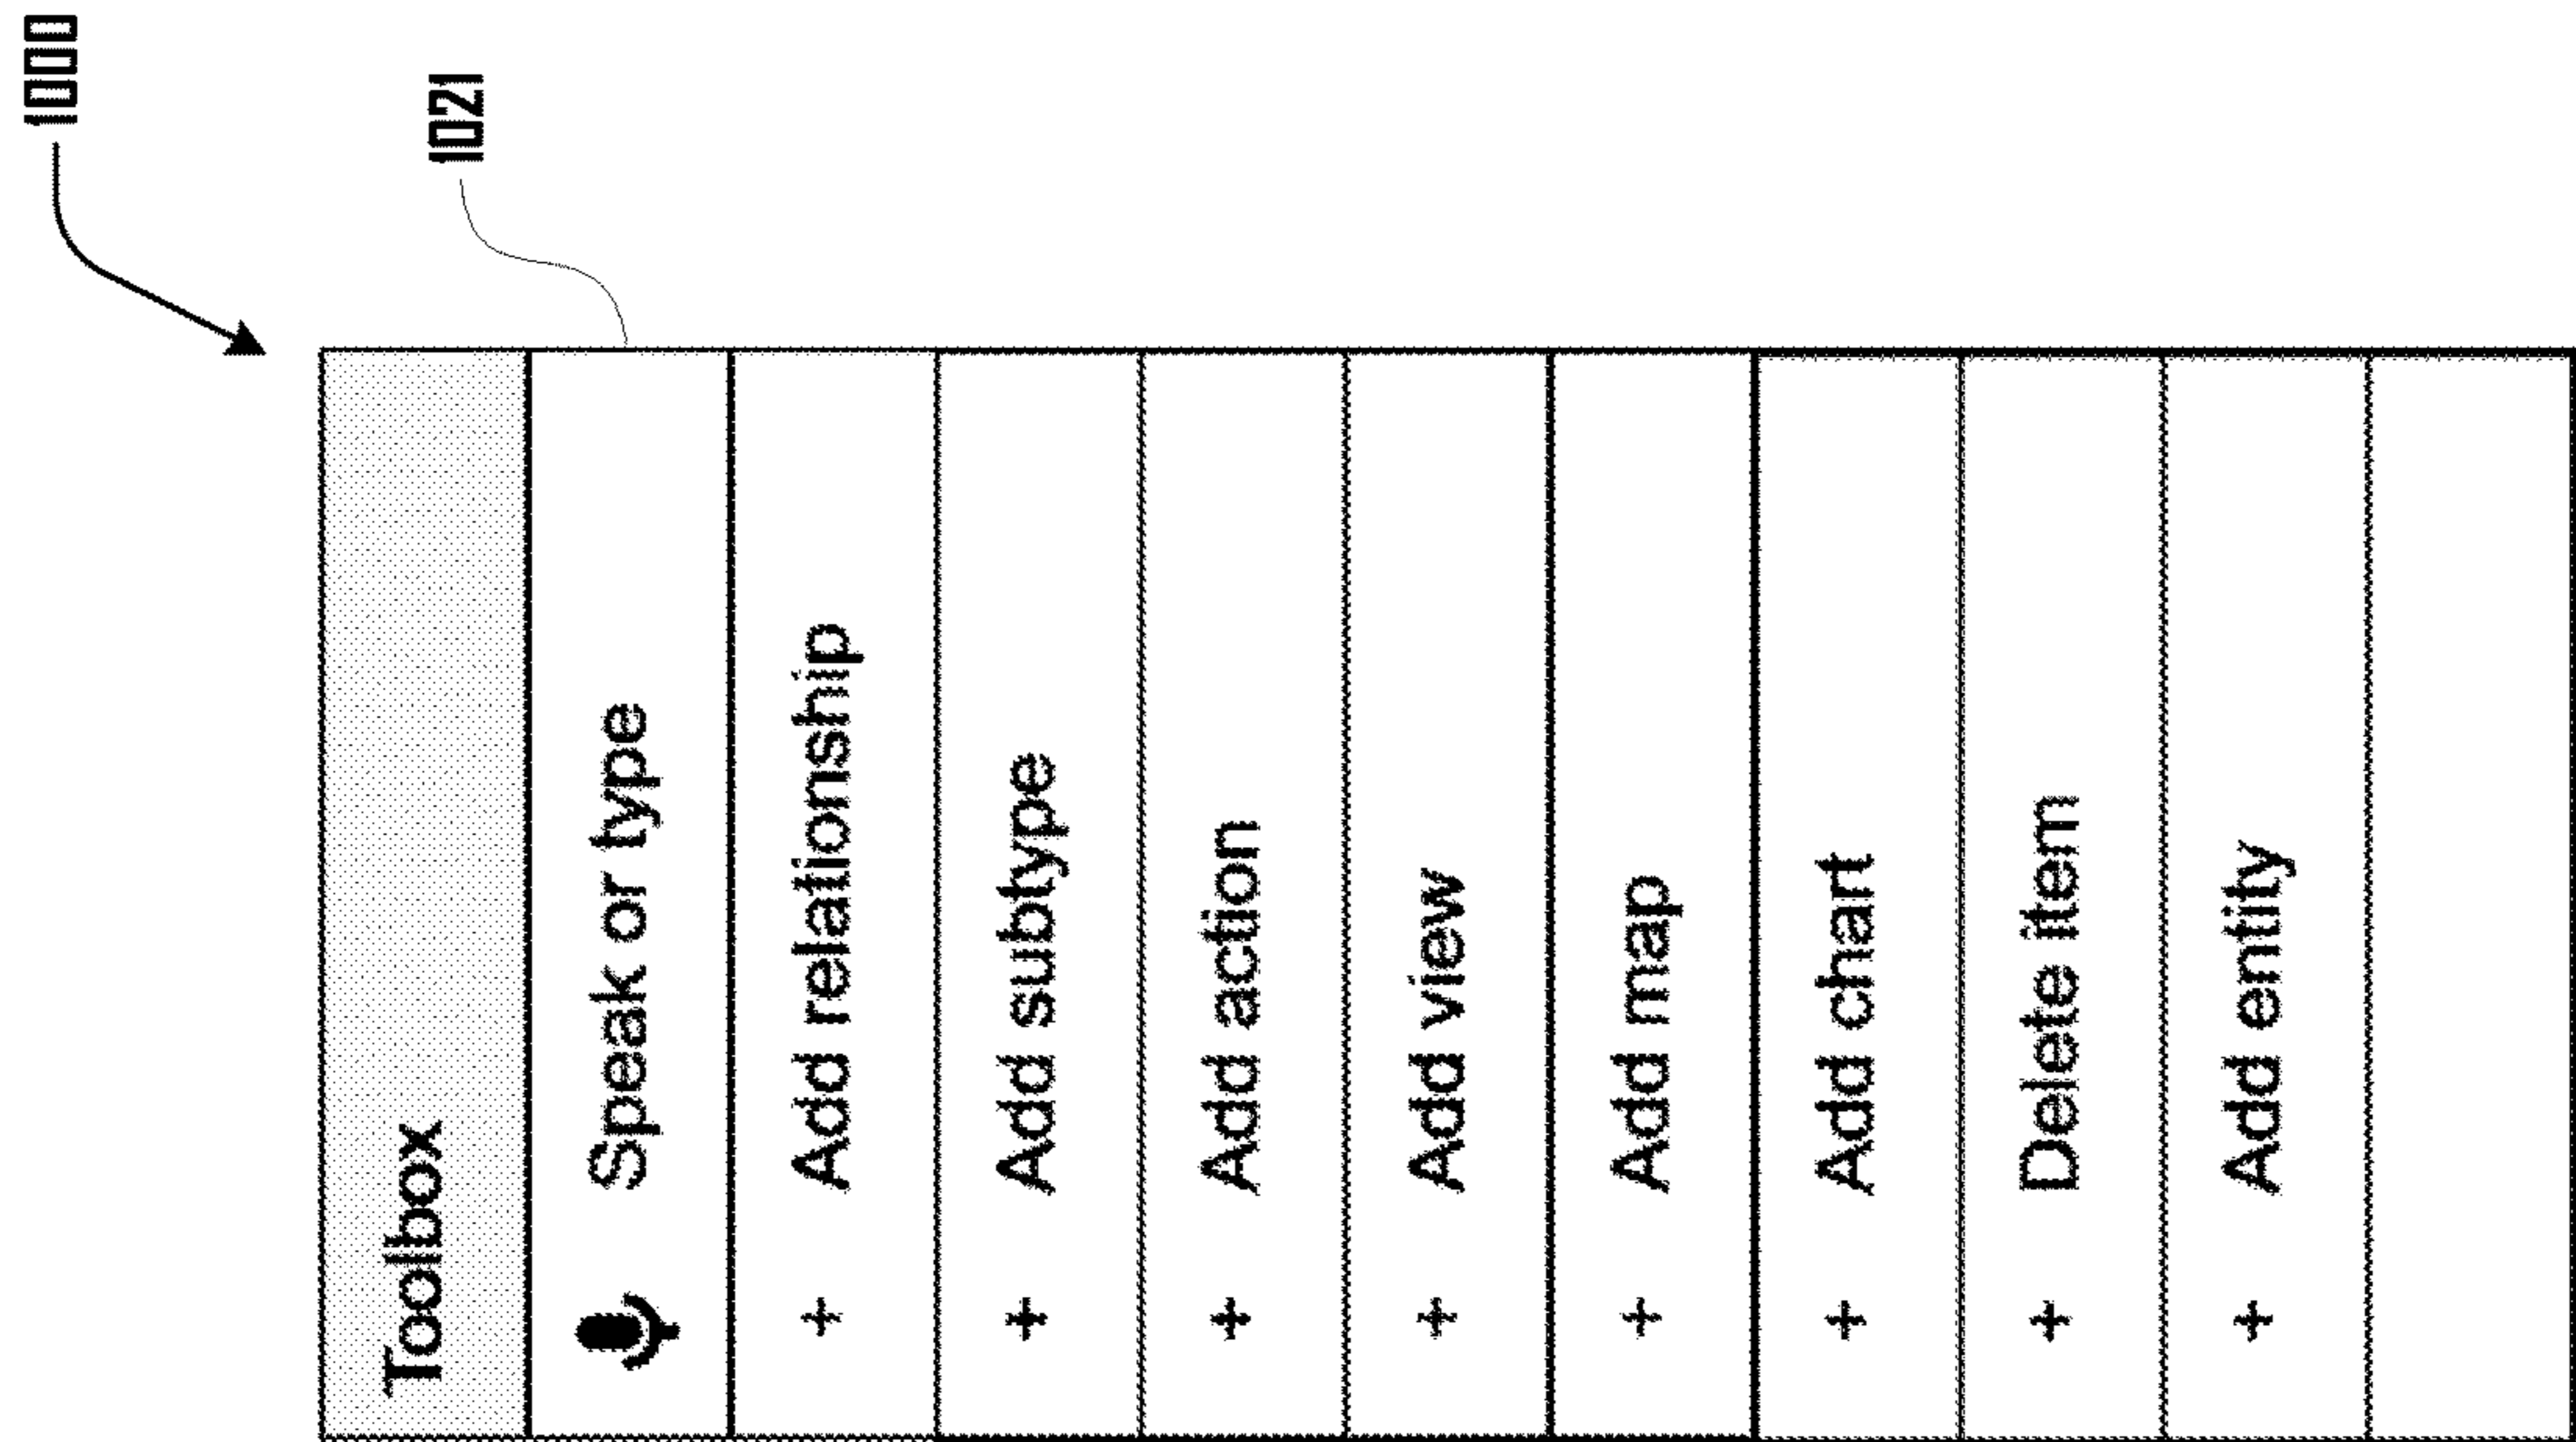 1000
1021
Toolbox
Speak or type
+ Add relationship
+ Add subtype
+ Add action
+ Add view
+ Add map
+ Add chart
+ Delete item
+ Add entity